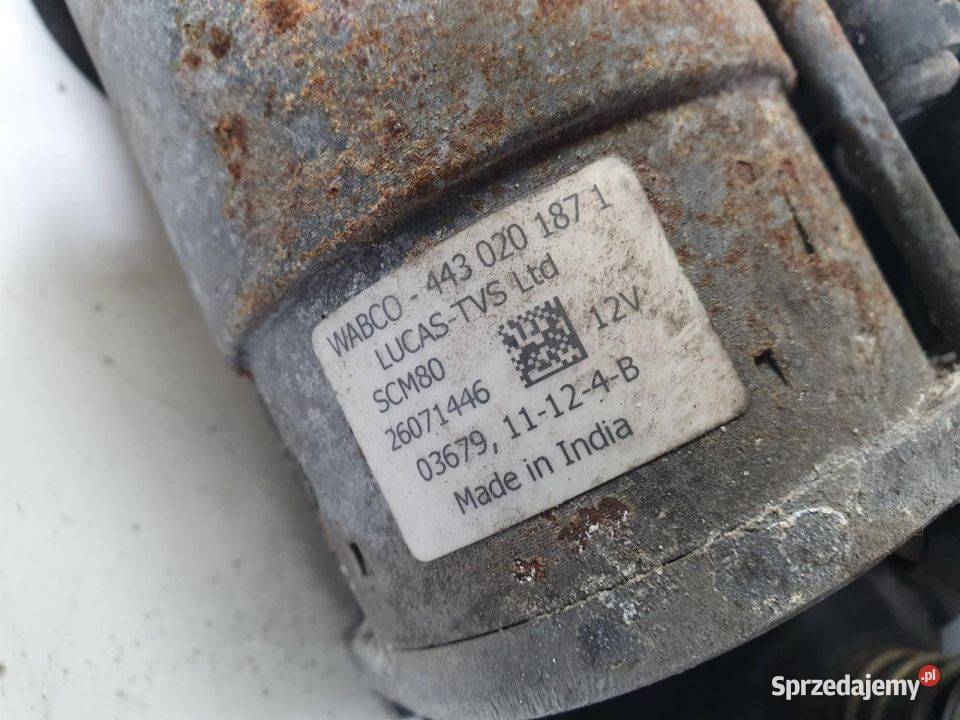 WABCO - 443 020 187 1
LUCAS-TVS Ltd
SCM80
12V
26071446
03679, 11-12-4-B
Made in India
Sprzedajemy.pl